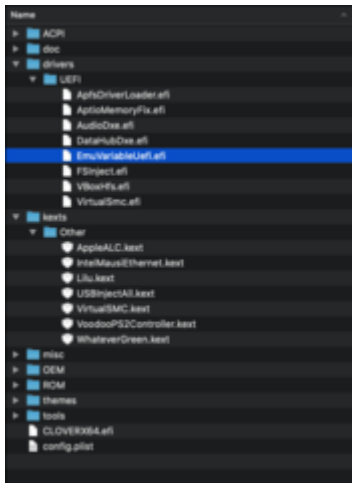 Name
ACPI
doc
drivers
UEFI
ApfsDriverLoader.efi
AptioMemoryFix.efi
AudioDxe.efi
DataHubDxe.efi
EmuVariableUefi.efi
FSInject.efi
VBoxHfs.efi
VirtualSmc.efi
kexts
Other
AppleALC.kext
IntelMausiEthernet.kext
Lilu.kext
USBInjectAll.kext
VirtualSMC.kext
VoodooPS2Controller.kext
WhateverGreen.kext
misc
OEM
ROM
themes
tools
CLOVERX64.efi
config.plist